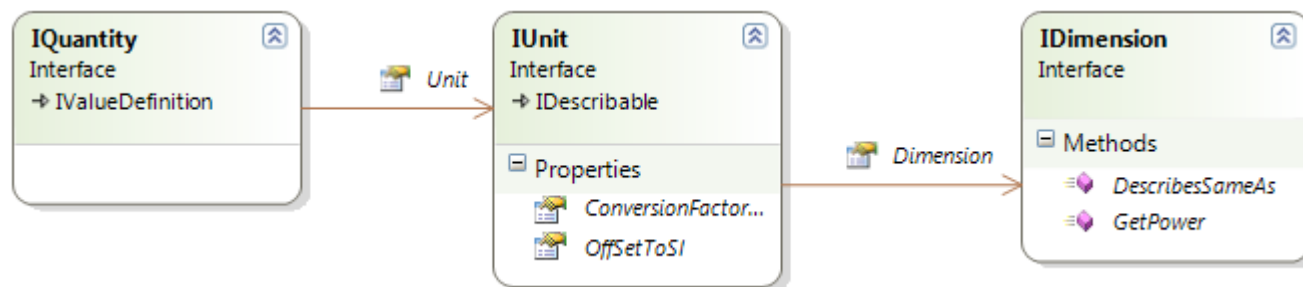 IQuantity
Interface
IValueDefinition
Unit
IUnit
Interface
IDescribable
Properties
ConversionFactor...
OffSetToSI
Dimension
IDimension
Interface
Methods
DescribesSameAs
GetPower